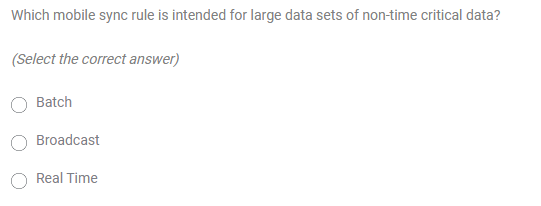 Which mobile sync rule is intended for large data sets of non-time critical data?
(Select the correct answer)
Batch
Broadcast
Real Time